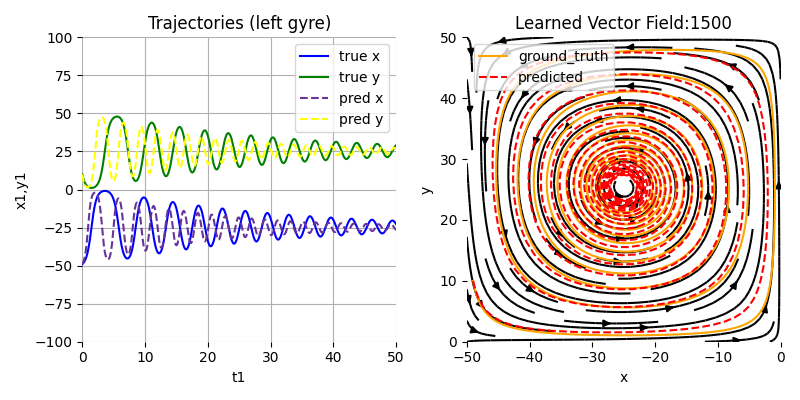 Trajectories (left gyre)
100
75
50
25
0
−25
−50
−75
−100
x1,y1
0
10
20
30
40
50
t1
true x
true y
pred x
pred y
Learned Vector Field:1500
50
40
30
20
10
0
y
−50
−40
−30
−20
−10
0
x
ground_truth
predicted